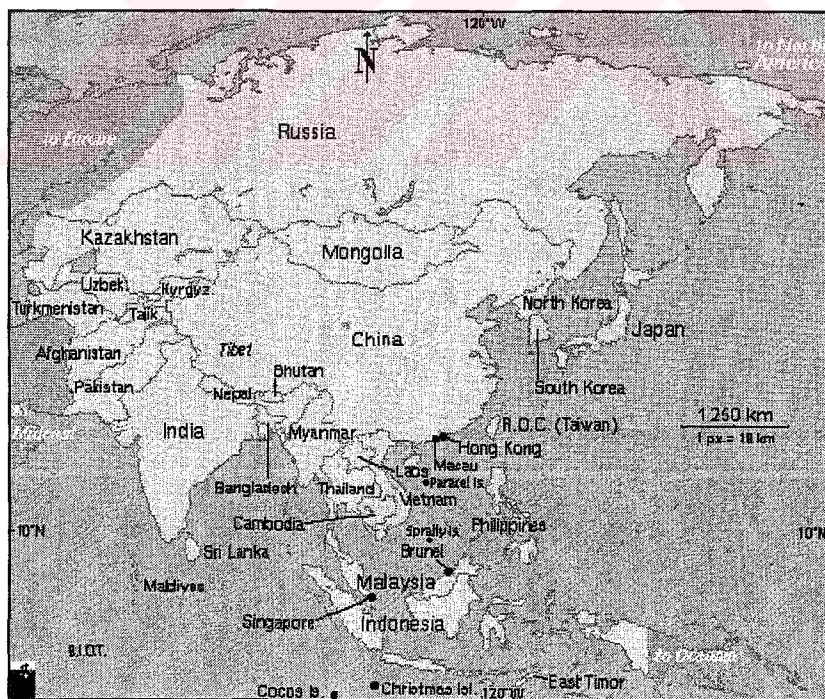 120°W
to North
America
N
Russia
to Europe
Kazakhstan
Mongolia
Uzbek.
Kyrgyz
Turkmenistan
Tajik
North Korea
Japan
Afghanistan
Tibet
China
Bhutan
Pakistan
Nepal
South Korea
1 260 km
1 px = 18 km
India
Myanmar
R.O.C. (Taiwan)
Hong Kong
Macau
Laos
Paracel Is.
Bangladesh
Thailand
Vietnam
Cambodia
Spratly is.
Philippines
10°N
10°N
Sri Lanka
Brunei
Maldives
Malaysia
Singapore
Indonesia
B.I.O.T.
to Oceania
East Timor
Cocos Is.
Christmas Isl.
120°W